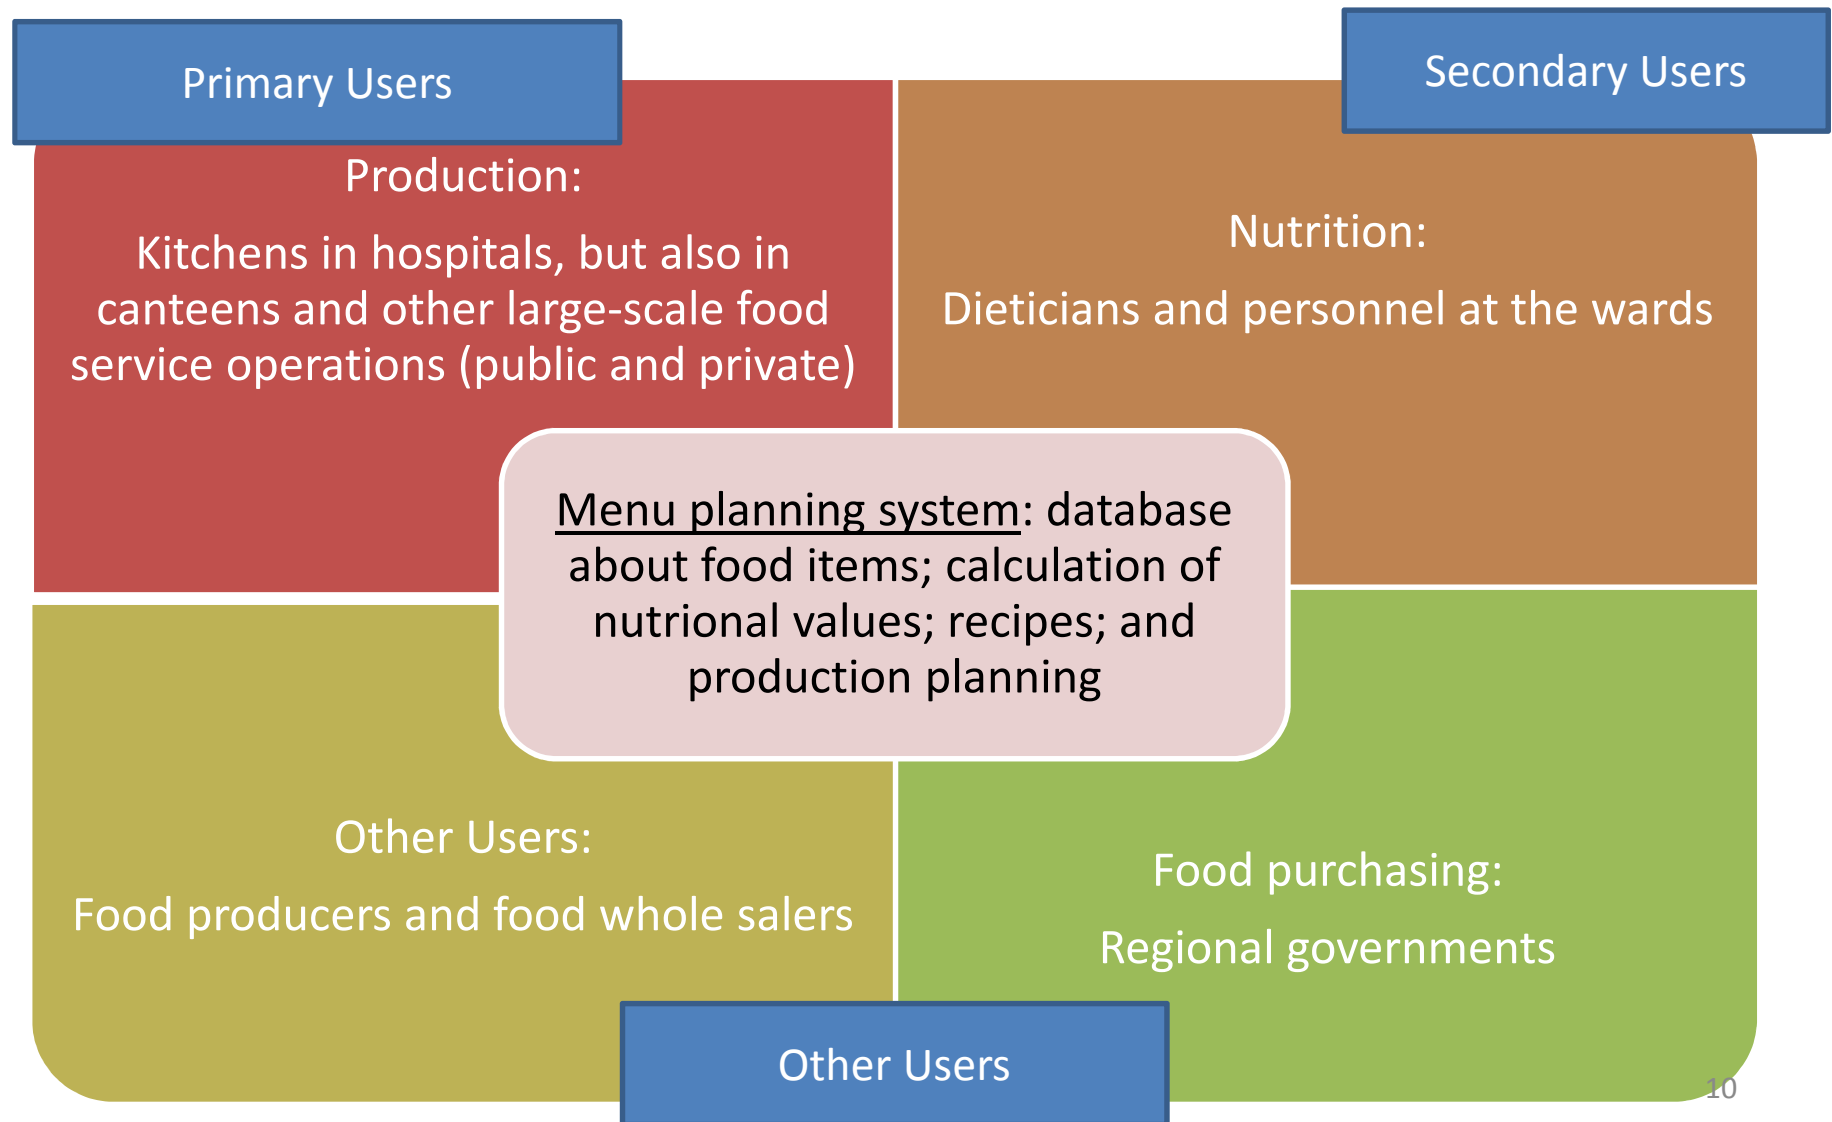 Primary Users
Secondary Users
Production:
Kitchens in hospitals, but also in
canteens and other large-scale food
service operations (public and private)
Nutrition:
Dieticians and personnel at the wards
Menu planning system: database
about food items; calculation of
nutrional values; recipes; and
production planning
Other Users:
Food producers and food whole salers
Food purchasing:
Regional governments
Other Users
10